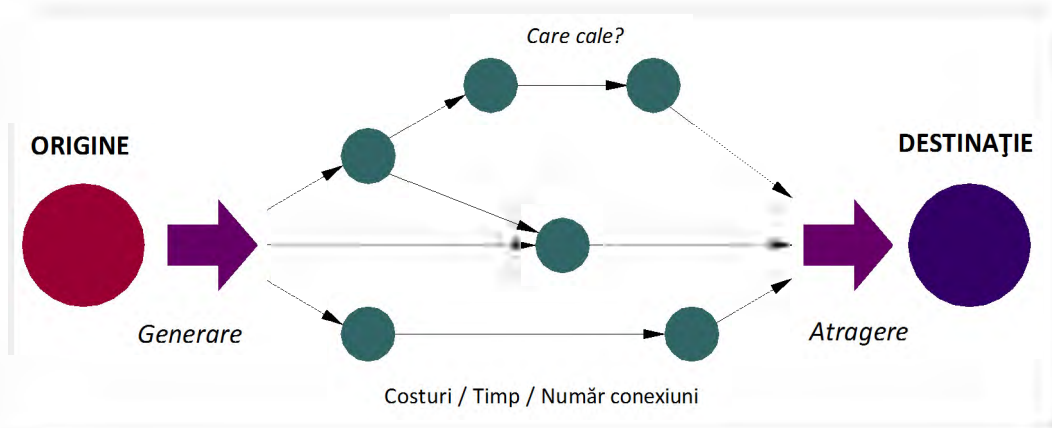 Care cale?
ORIGINE
DESTINAŢIE
Generare
Atragere
Costuri / Timp / Număr conexiuni